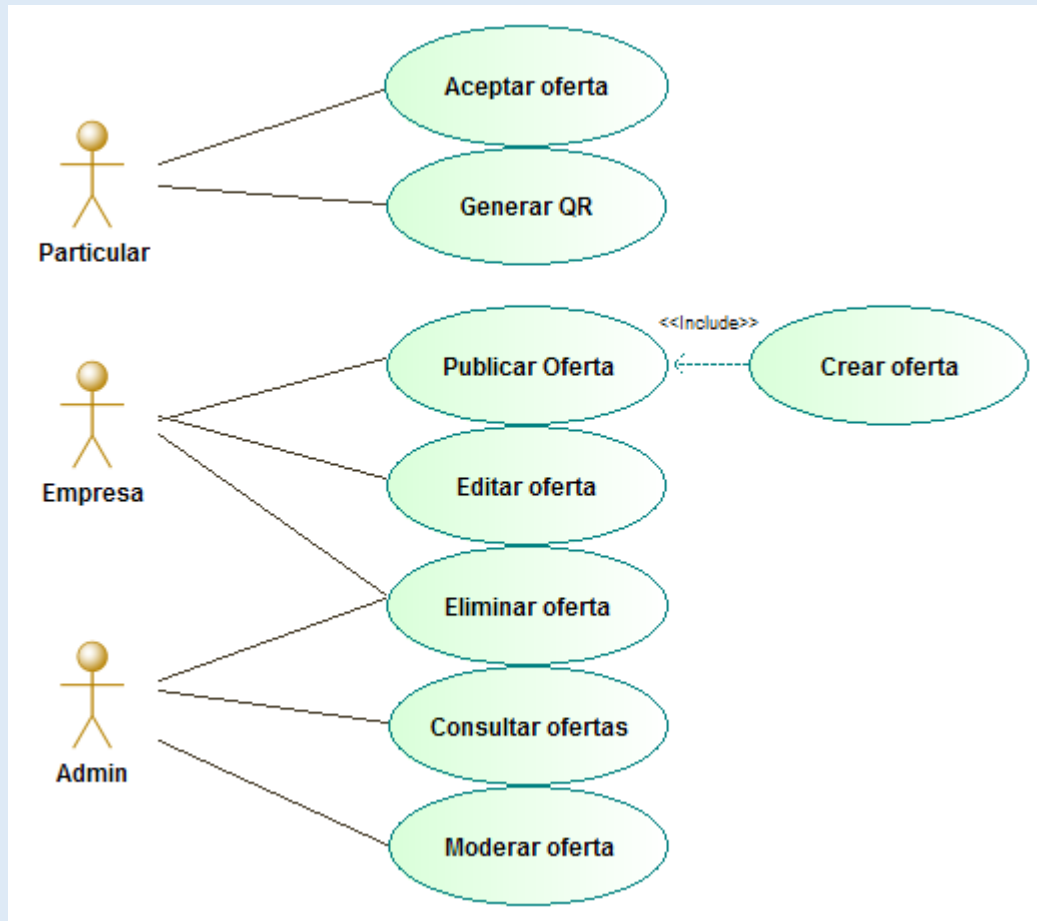 Aceptar oferta
Generar QR
Particular
<<Include>>
Publicar Oferta
Crear oferta
Editar oferta
Empresa
Eliminar oferta
Consultar ofertas
Admin
Moderar oferta